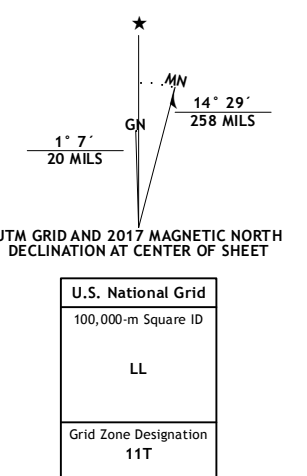 ★
MN
GN
14° 29´
258 MILS
1° 7´
20 MILS
UTM GRID AND 2017 MAGNETIC NORTH
DECLINATION AT CENTER OF SHEET
U.S. National Grid
100,000-m Square ID
LL
Grid Zone Designation
11T